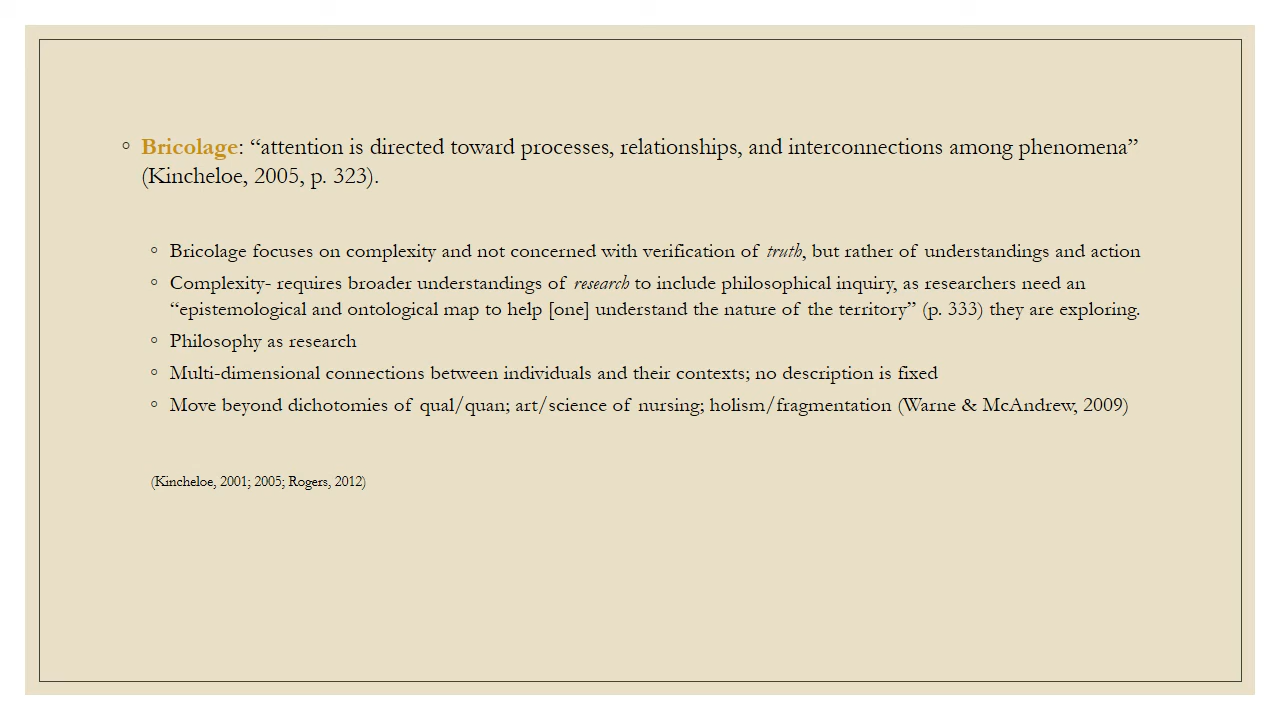 ◦ Bricolage: “attention is directed toward processes, relationships, and interconnections among phenomena”
(Kincheloe, 2005, p. 323).
◦ Bricolage focuses on complexity and not concerned with verification of truth, but rather of understandings and action
◦ Complexity- requires broader understandings of research to include philosophical inquiry, as researchers need an
“epistemological and ontological map to help [one] understand the nature of the territory” (p. 333) they are exploring.
◦ Philosophy as research
◦ Multi-dimensional connections between individuals and their contexts; no description is fixed
◦ Move beyond dichotomies of qual/quan; art/science of nursing; holism/fragmentation (Warne & McAndrew, 2009)
(Kincheloe, 2001; 2005; Rogers, 2012)